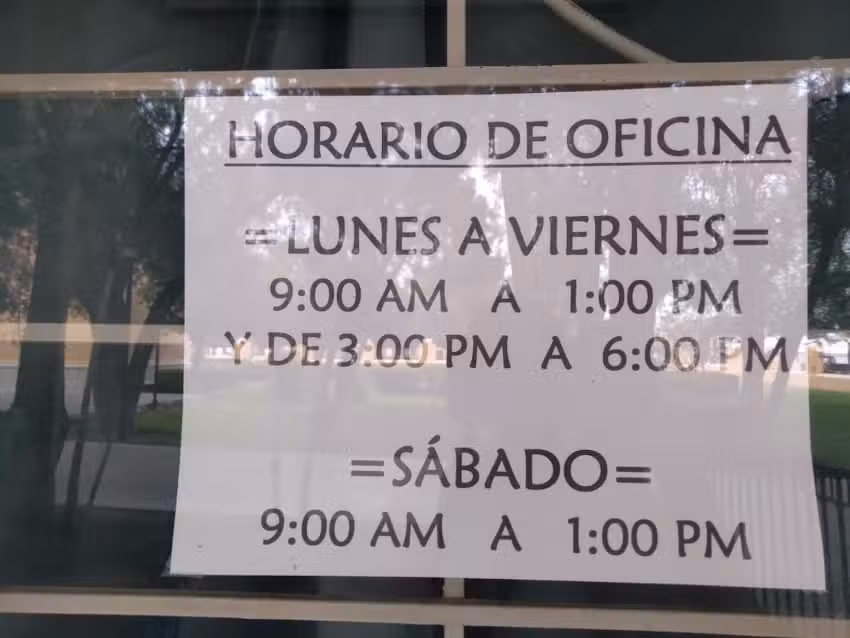 HORARIO DE OFICINA
=LUNES A VIERNES=
9:00 AM A 1:00 PM
Y DE 3:00 PM A 6:00 PM
=SÁBADO=
9:00 AM A 1:00 PM